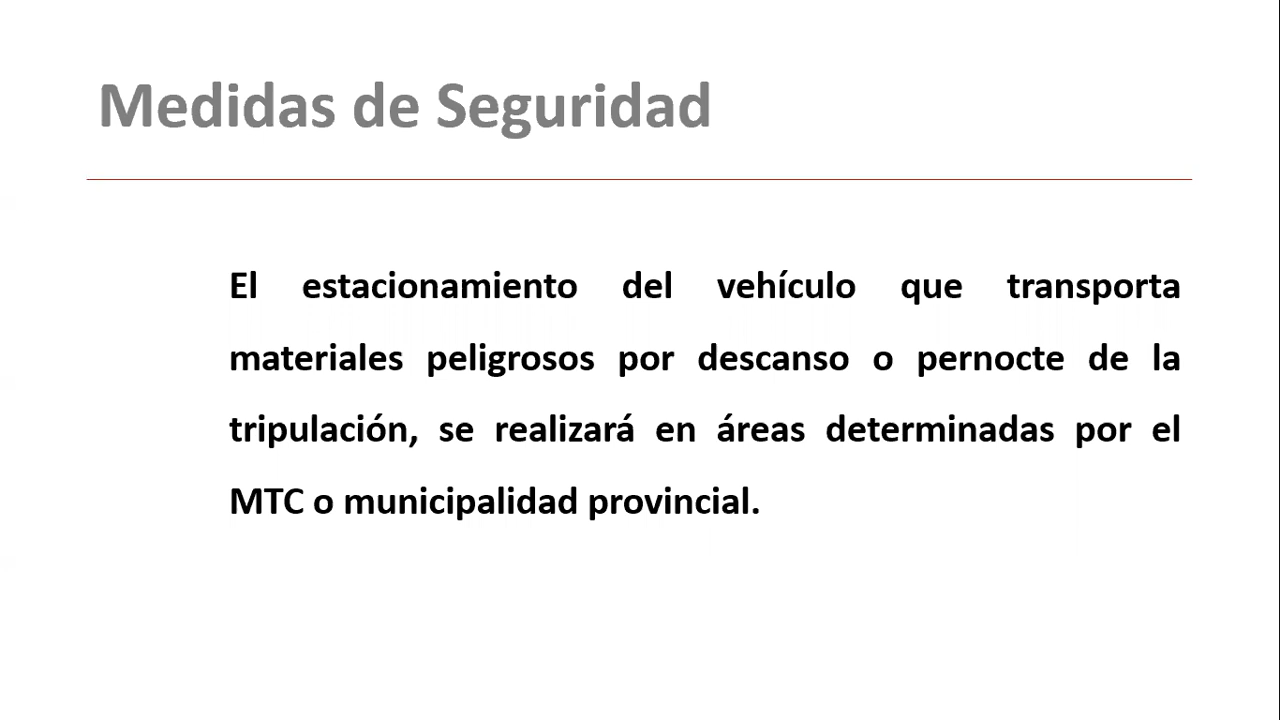 Medidas de Seguridad
El estacionamiento del vehículo que transporta
materiales peligrosos por descanso o pernocte de la
tripulación, se realizará en áreas determinadas por el
MTC o municipalidad provincial.